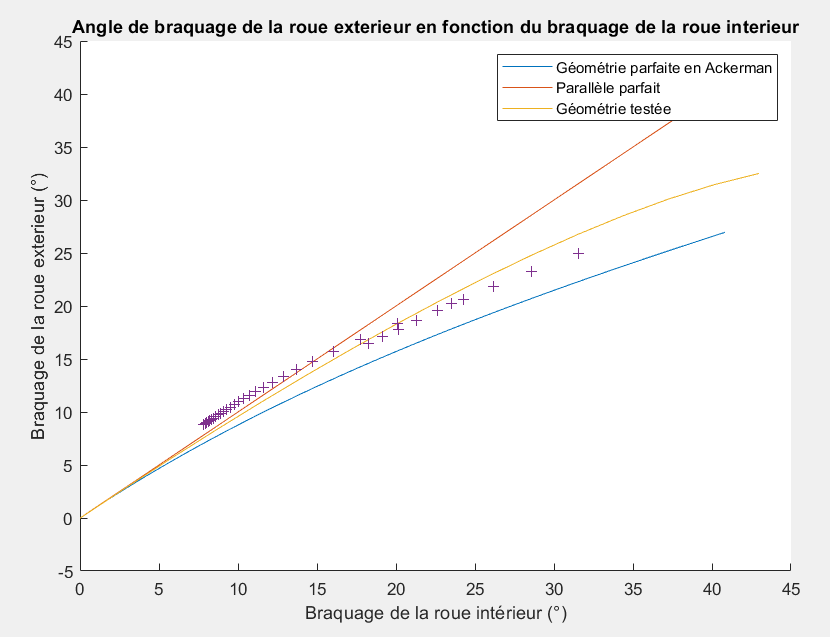 Angle de braquage de la roue exterieur en fonction du braquage de la roue interieur
45
40
35
30
25
20
15
10
5
0
-5
Braquage de la roue exterieur (°)
Géométrie parfaite en Ackerman
Parallèle parfait
Géométrie testée
0 5 10 15 20 25 30 35 40 45
Braquage de la roue intérieur (°)